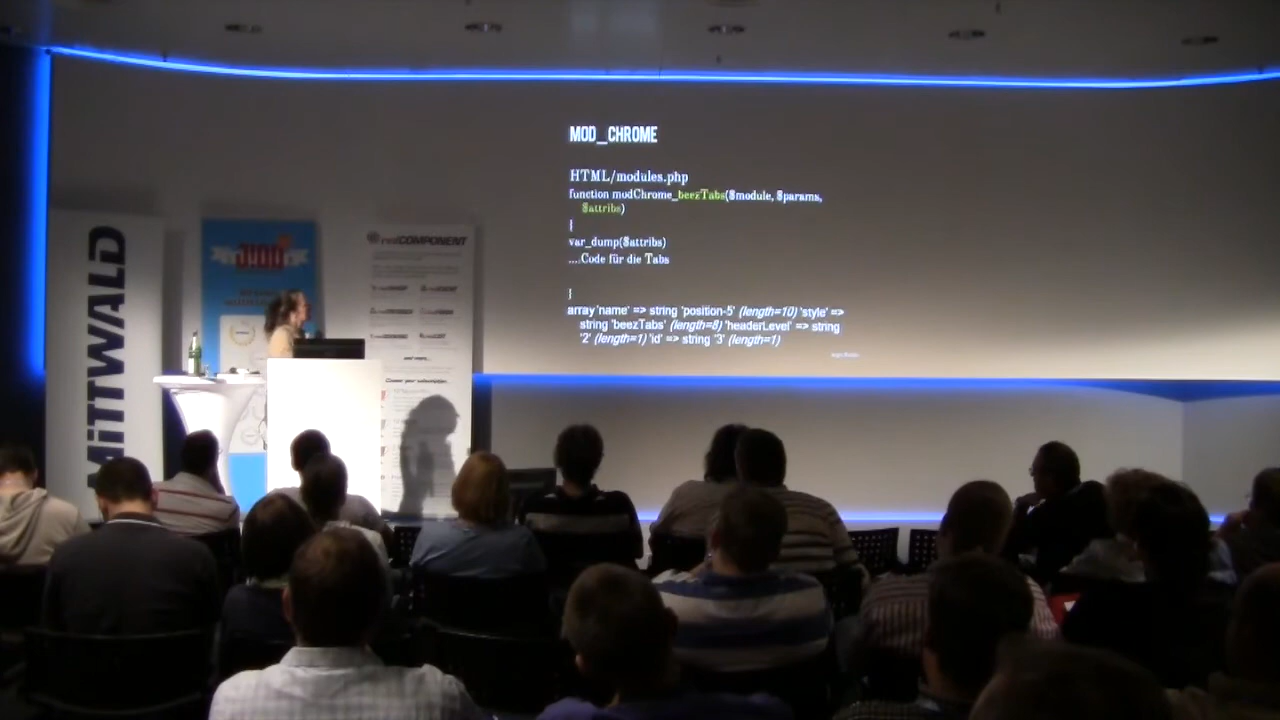 MOD_CHROME
HTML/modules.php
function modChrome_beezTabs($module, $params,
$attribs)
}
var_dump($attribs)
....Code für die Tabs
}
array 'name' => string 'position-5' (length=10) 'style' =>
string 'beezTabs' (length=8) 'headerLevel' => string
'2' (length=1) 'id' => string '3' (length=1)
MiTTWALD
redCOMPONENT